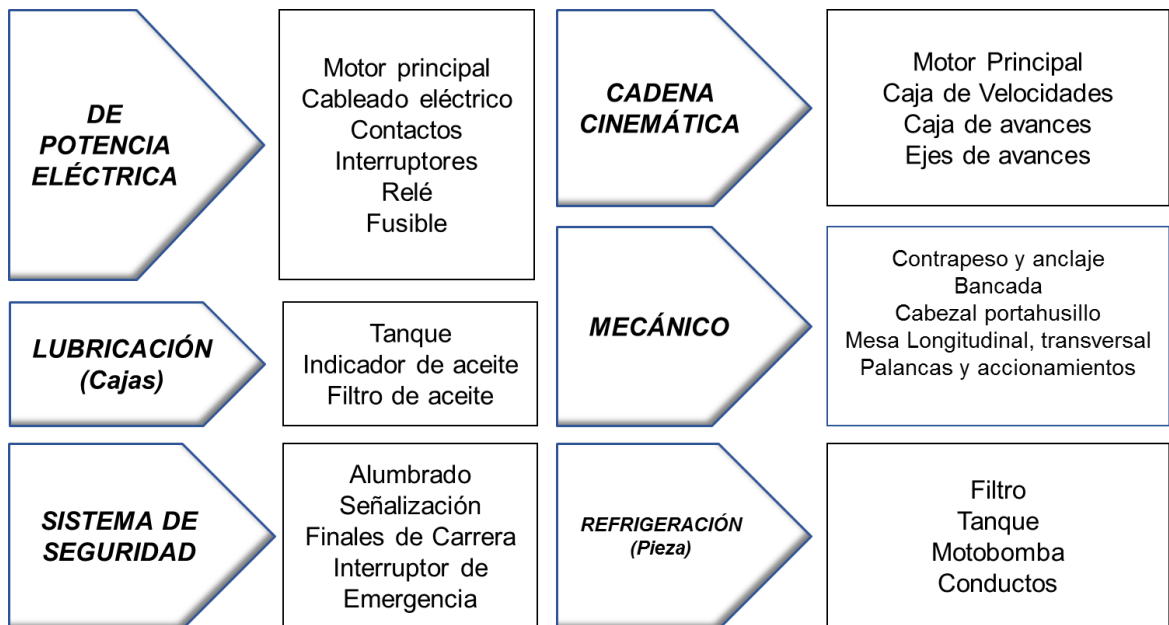 DE
POTENCIA
ELÉCTRICA
Motor principal
Cableado eléctrico
Contactos
Interruptores
Relé
Fusible
LUBRICACIÓN
(Cajas)
Tanque
Indicador de aceite
Filtro de aceite
SISTEMA DE
SEGURIDAD
Alumbrado
Señalización
Finales de Carrera
Interruptor de
Emergencia
CADENA
CINEMÁTICA
Motor Principal
Caja de Velocidades
Caja de avances
Ejes de avances
MECÁNICO
Contrapeso y anclaje
Bancada
Cabezal portahusillo
Mesa Longitudinal, transversal
Palancas y accionamientos
REFRIGERACIÓN
(Pieza)
Filtro
Tanque
Motobomba
Conductos